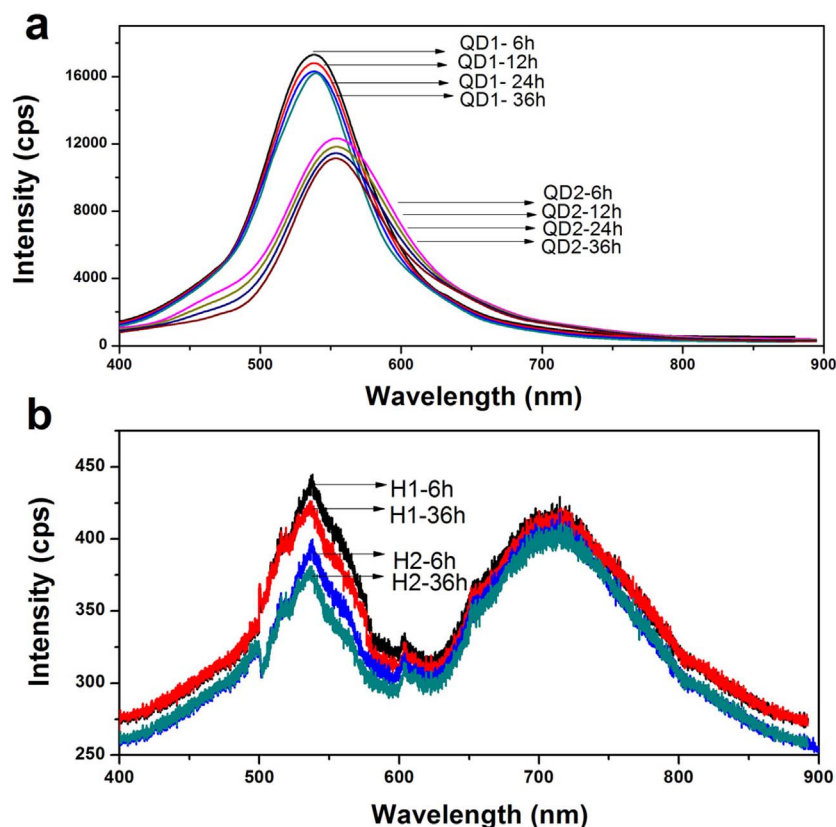 a
QD1- 6h
QD1-12h
QD1- 24h
QD1- 36h
QD2-6h
QD2-12h
QD2-24h
QD2-36h
16000
12000
8000
4000
0
Intensity (cps)
400 500 600 700 800 900
Wavelength (nm)
b
H1-6h
H1-36h
H2-6h
H2-36h
450
400
350
300
250
Intensity (cps)
400 500 600 700 800 900
Wavelength (nm)